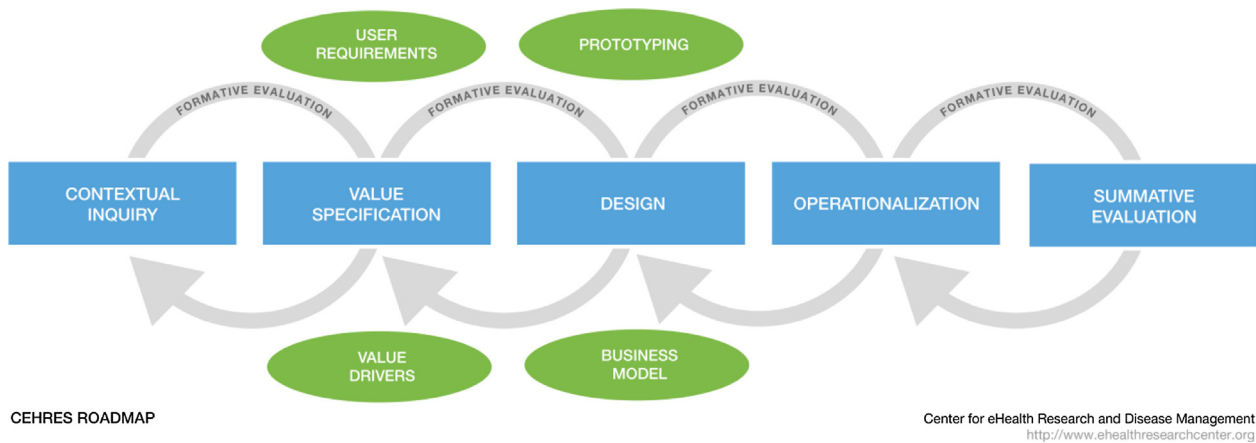 USER
REQUIREMENTS
PROTOTYPING
FORMATIVE EVALUATION
FORMATIVE EVALUATION
FORMATIVE EVALUATION
FORMATIVE EVALUATION
CONTEXTUAL
INQUIRY
VALUE
SPECIFICATION
DESIGN
OPERATIONALIZATION
SUMMATIVE
EVALUATION
VALUE
DRIVERS
BUSINESS
MODEL
CEHRES ROADMAP
Center for eHealth Research and Disease Management
http://www.ehealthresearchcenter.org